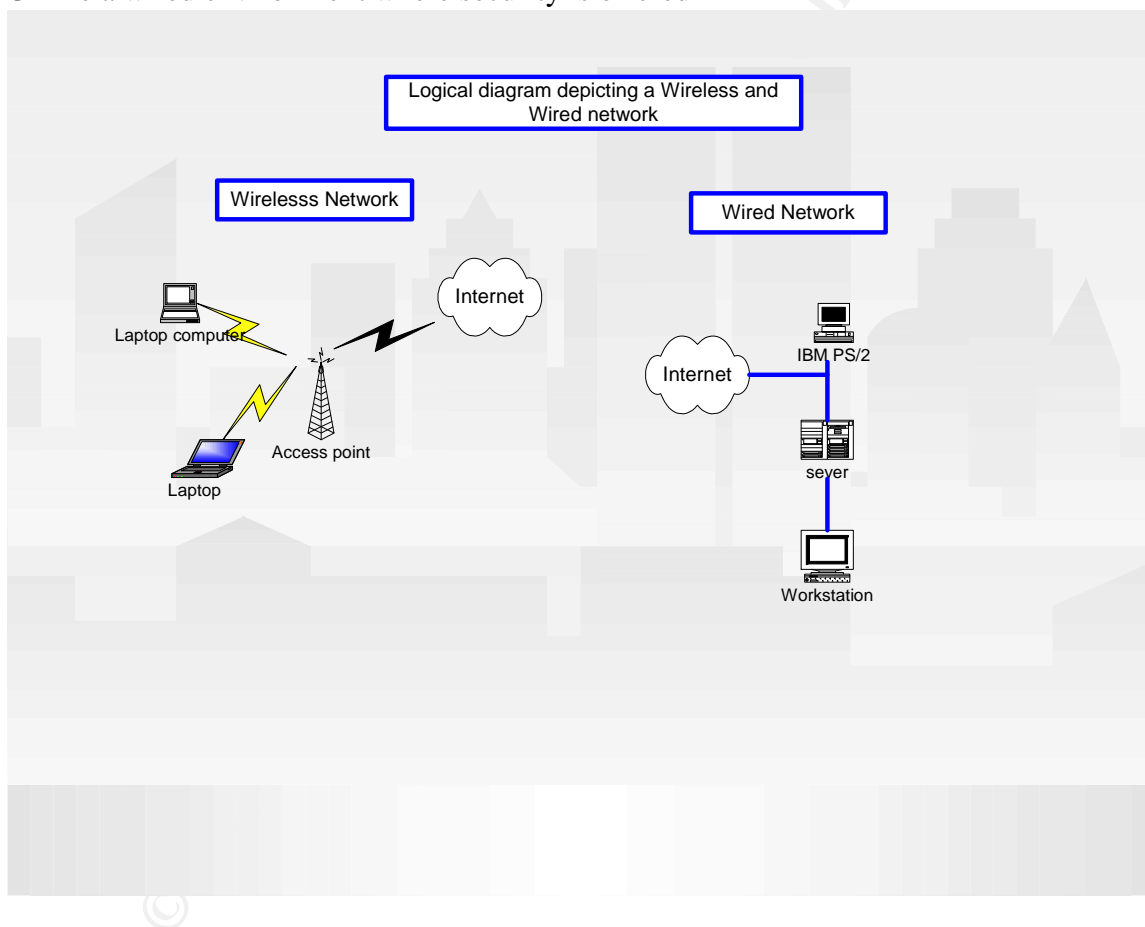 Logical diagram depicting a Wireless and
Wired network
Wirelesss Network
Wired Network
Internet
Laptop computer
Access point
Laptop
Internet
IBM PS/2
sever
Workstation